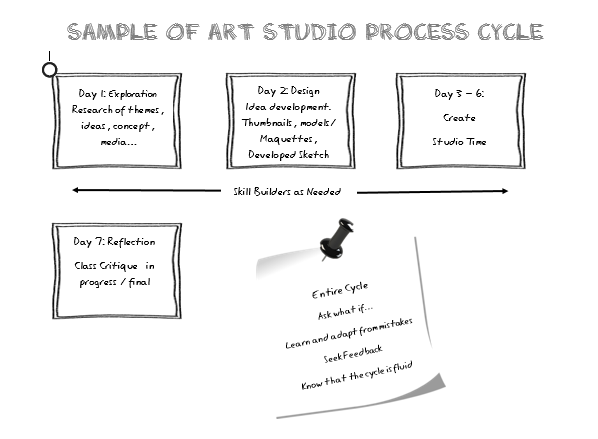 SAMPLE OF ART STUDIO PROCESS CYCLE
Day 1: Exploration
Research of themes,
ideas, concept,
media...
Day 2: Design
Idea development.
Thumbnails, models/
Maquettes,
Developed Sketch
Day 3 – 6:
Create
Studio Time
Skill Builders as Needed
Day 7: Reflection
Class Critique in
progress / final
Entire Cycle
Ask what if...
Learn and adapt from mistakes
Seek Feedback
Know that the cycle is fluid